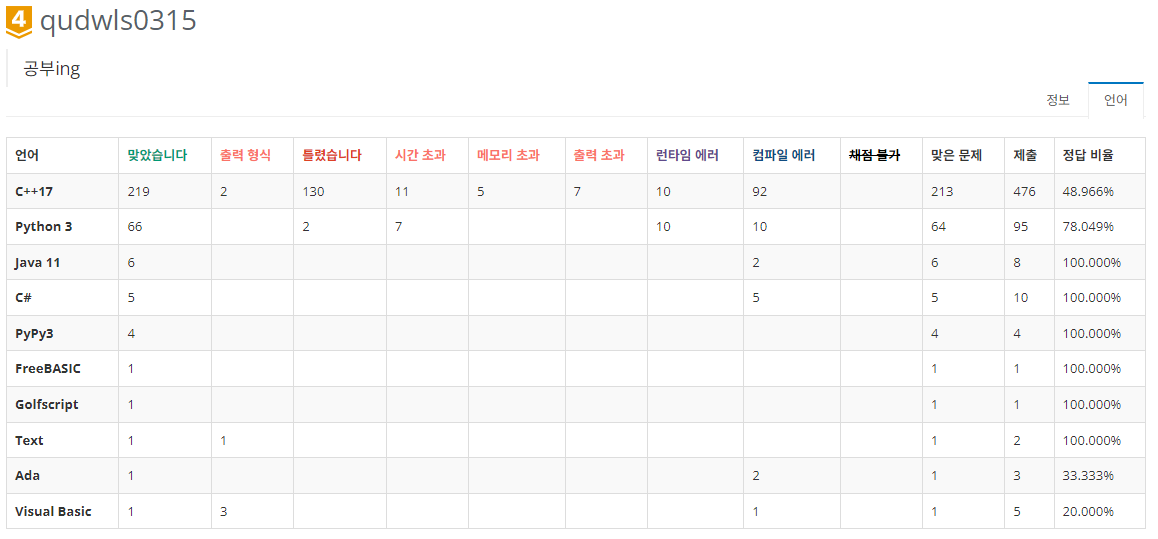 4 qudwls0315
공부ing
정보 언어
언어 맞았습니다 출력 형식 틀렸습니다 시간 초과 메모리 초과 출력 초과 런타임 에러 컴파일 에러 채점 불가 맞은 문제 제출 정답 비율
C++17 219 2 130 11 5 7 10 92 213 476 48.966%
Python 3 66 2 7 10 10 64 95 78.049%
Java 11 6 2 6 8 100.000%
C# 5 5 5 10 100.000%
PyPy3 4 4 4 100.000%
FreeBASIC 1 1 1 100.000%
Golfscript 1 1 1 100.000%
Text 1 1 1 2 100.000%
Ada 1 2 1 3 33.333%
Visual Basic 1 3 1 1 5 20.000%